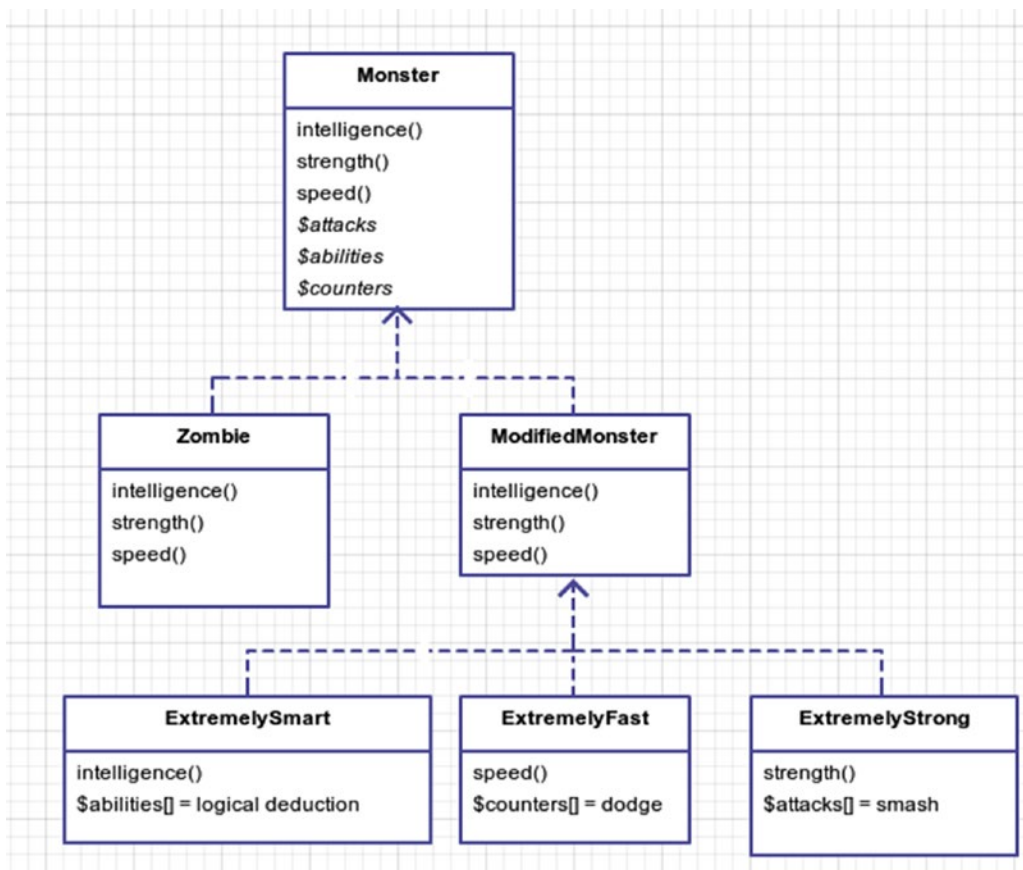 Monster
intelligence()
strength()
speed()
$attacks
$abilities
$counters
Zombie
intelligence()
strength()
speed()
ModifiedMonster
intelligence()
strength()
speed()
ExtremelySmart
intelligence()
$abilities[] = logical deduction
ExtremelyFast
speed()
$counters[] = dodge
ExtremelyStrong
strength()
$attacks[] = smash